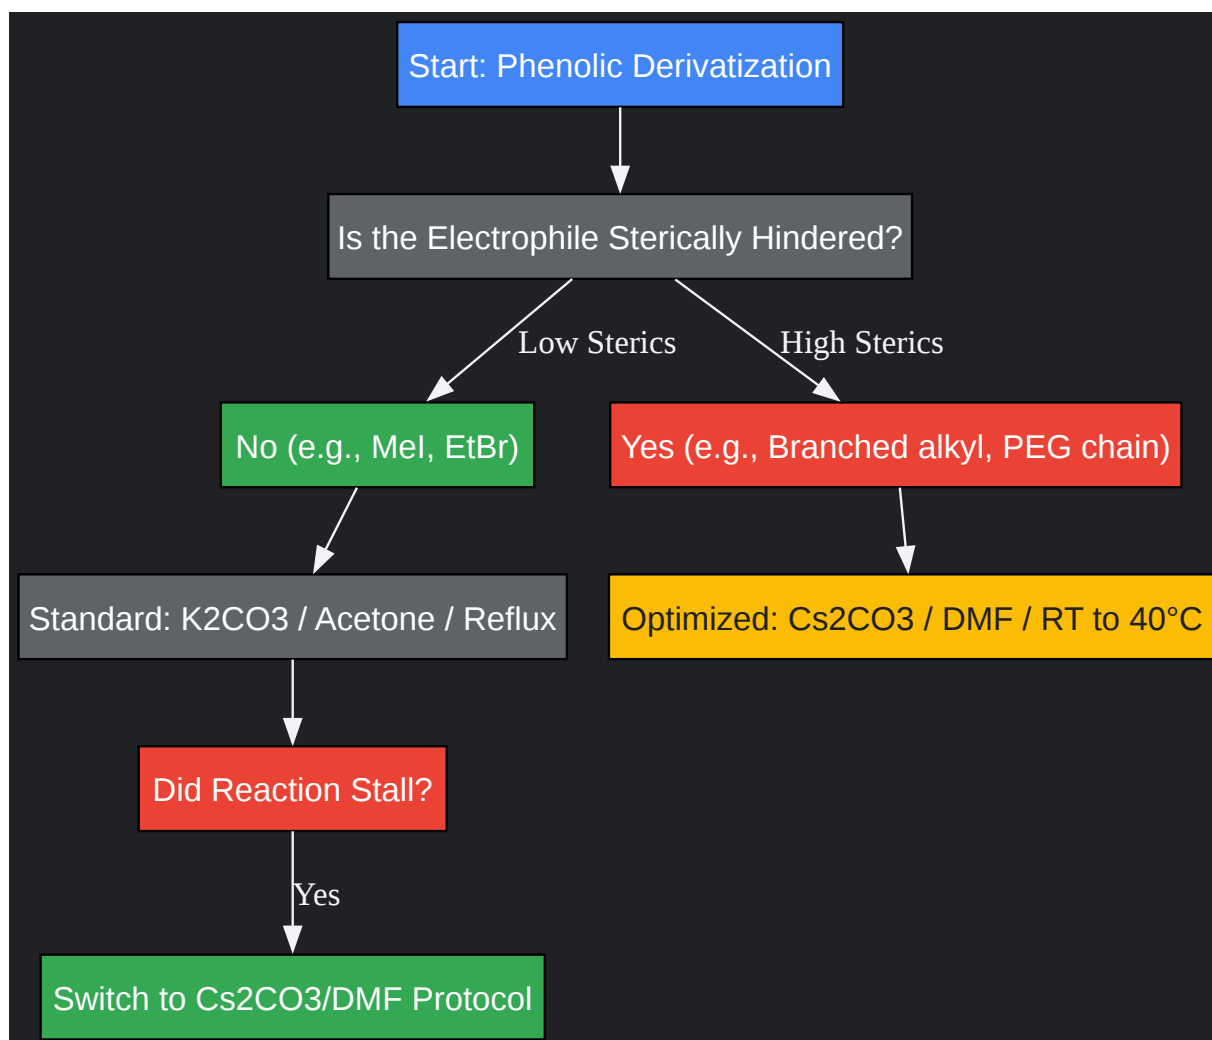 Start: Phenolic Derivatization
Is the Electrophile Sterically Hindered?
Low Sterics
High Sterics
No (e.g., MeI, EtBr)
Yes (e.g., Branched alkyl, PEG chain)
Standard: K2CO3 / Acetone / Reflux
Optimized: Cs2CO3 / DMF / RT to 40°C
Did Reaction Stall?
Yes
Switch to Cs2CO3/DMF Protocol